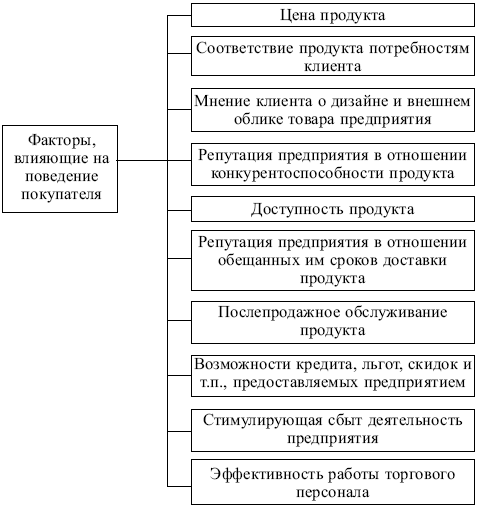 Факторы,
влияющие на
поведение
покупателя
Цена продукта
Соответствие продукта потребностям
клиента
Мнение клиента о дизайне и внешнем
облике товара предприятия
Репутация предприятия в отношении
конкурентоспособности продукта
Доступность продукта
Репутация предприятия в отношении
обещанных им сроков доставки
продукта
Послепродажное обслуживание
продукта
Возможности кредита, льгот, скидок и
т.п., предоставляемых предприятием
Стимулирующая сбыт деятельность
предприятия
Эффективность работы торгового
персонала